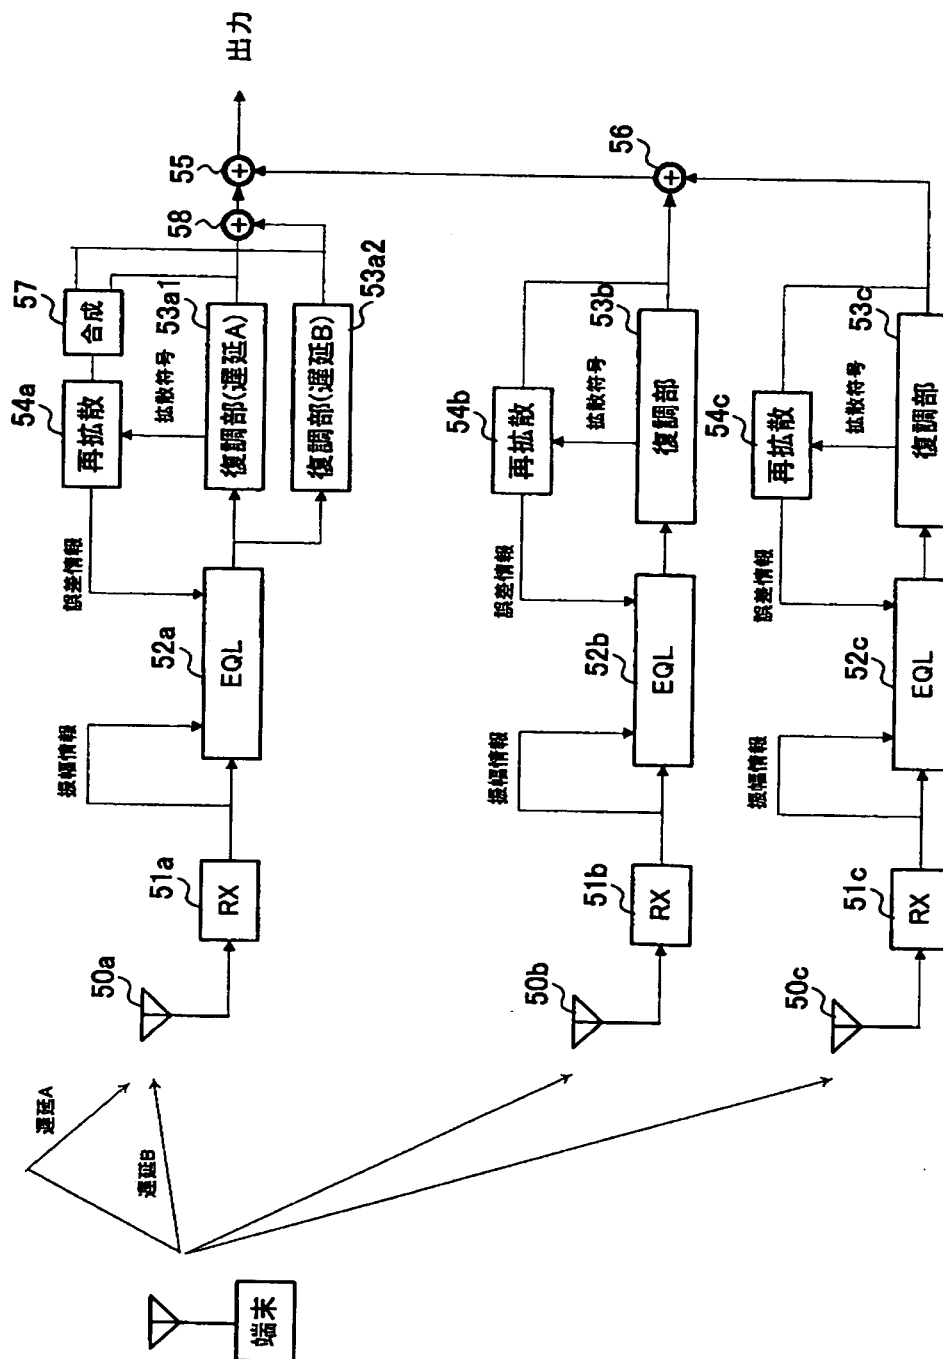 端末
遅延A
遅延B
50a
51a
RX
振幅情報
52a
EQL
誤差情報
54a
再拡散
57
合成
拡散符号
53a1
復調部(遅延A)
53a2
復調部(遅延B)
58
55
出力
50b
51b
RX
振幅情報
52b
EQL
誤差情報
54b
再拡散
拡散符号
53b
復調部
56
50c
51c
RX
振幅情報
52c
EQL
誤差情報
54c
再拡散
拡散符号
53c
復調部